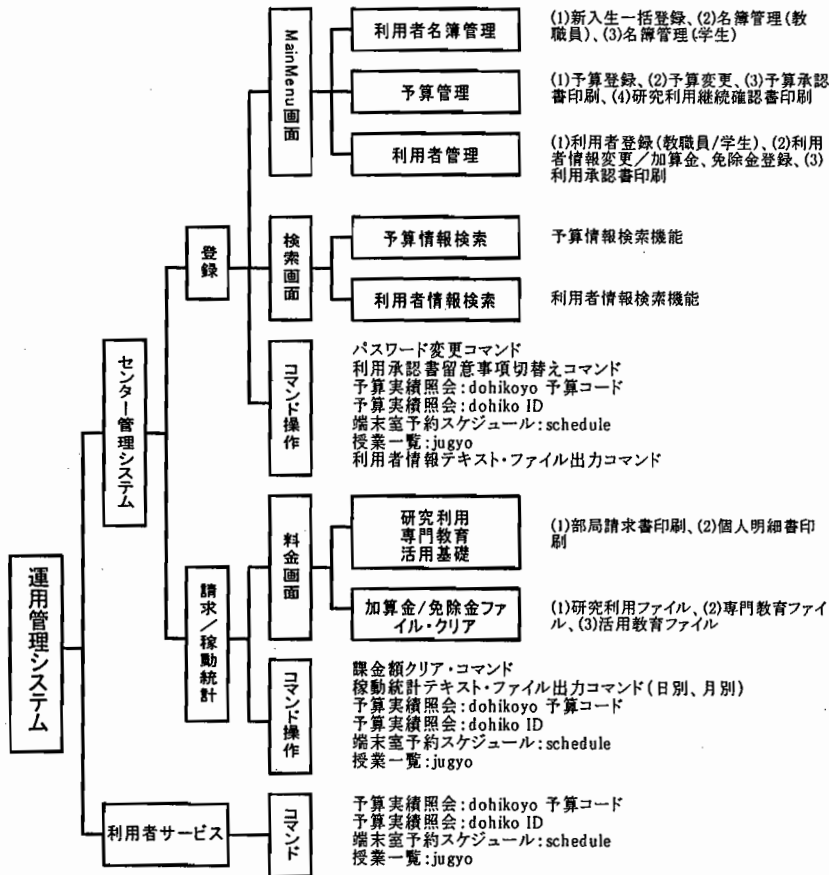 運用管理システム
センター管理システム
登録
MainMenu画面
利用者名簿管理
(1)新入生一括登録、(2)名簿管理(教
職員)、(3)名簿管理(学生)
予算管理
(1)予算登録、(2)予算変更、(3)予算承認
書印刷、(4)研究利用継続確認書印刷
利用者管理
(1)利用者登録(教職員/学生)、(2)利用
者情報変更/加算金、免除金登録、(3)
利用承認書印刷
検索画面
予算情報検索
予算情報検索機能
利用者情報検索
利用者情報検索機能
コマンド操作
パスワード変更コマンド
利用承認書留意事項切替えコマンド
予算実績照会:dohikoyo 予算コード
予算実績照会:dohiko ID
端末室予約スケジュール:schedule
授業一覧:jugyo
利用者情報テキスト・ファイル出力コマンド
請求/稼動統計
料金画面
研究利用
専門教育
活用基礎
(1)部局請求書印刷、(2)個人明細書印
刷
加算金/免除金ファ
イル・クリア
(1)研究利用ファイル、(2)専門教育ファイ
ル、(3)活用教育ファイル
コマンド操作
課金額クリア・コマンド
稼動統計テキスト・ファイル出力コマンド(日別、月別)
予算実績照会:dohikoyo 予算コード
予算実績照会:dohiko ID
端末室予約スケジュール:schedule
授業一覧:jugyo
利用者サービス
コマンド
予算実績照会:dohikoyo 予算コード
予算実績照会:dohiko ID
端末室予約スケジュール:schedule
授業一覧:jugyo